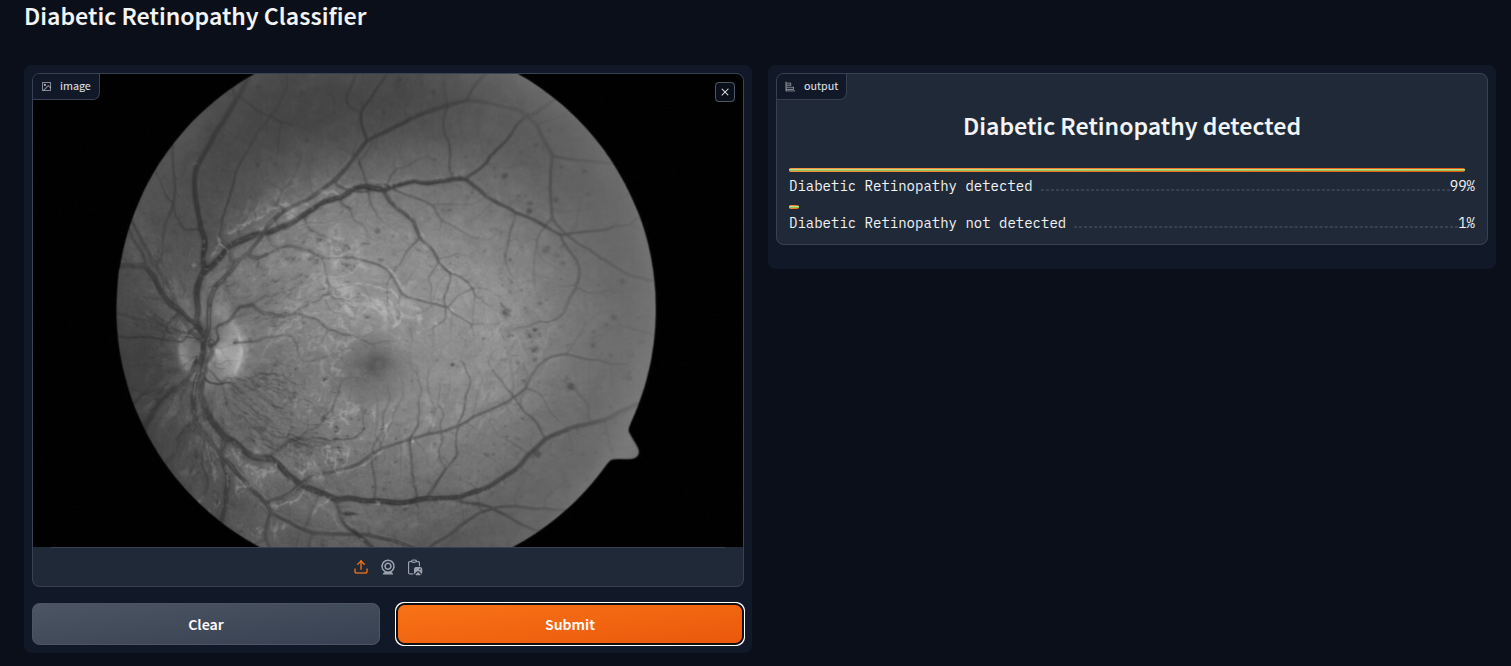 Diabetic Retinopathy Classifier
image
output
Diabetic Retinopathy detected
Diabetic Retinopathy detected 99%
Diabetic Retinopathy not detected 1%
Clear
Submit